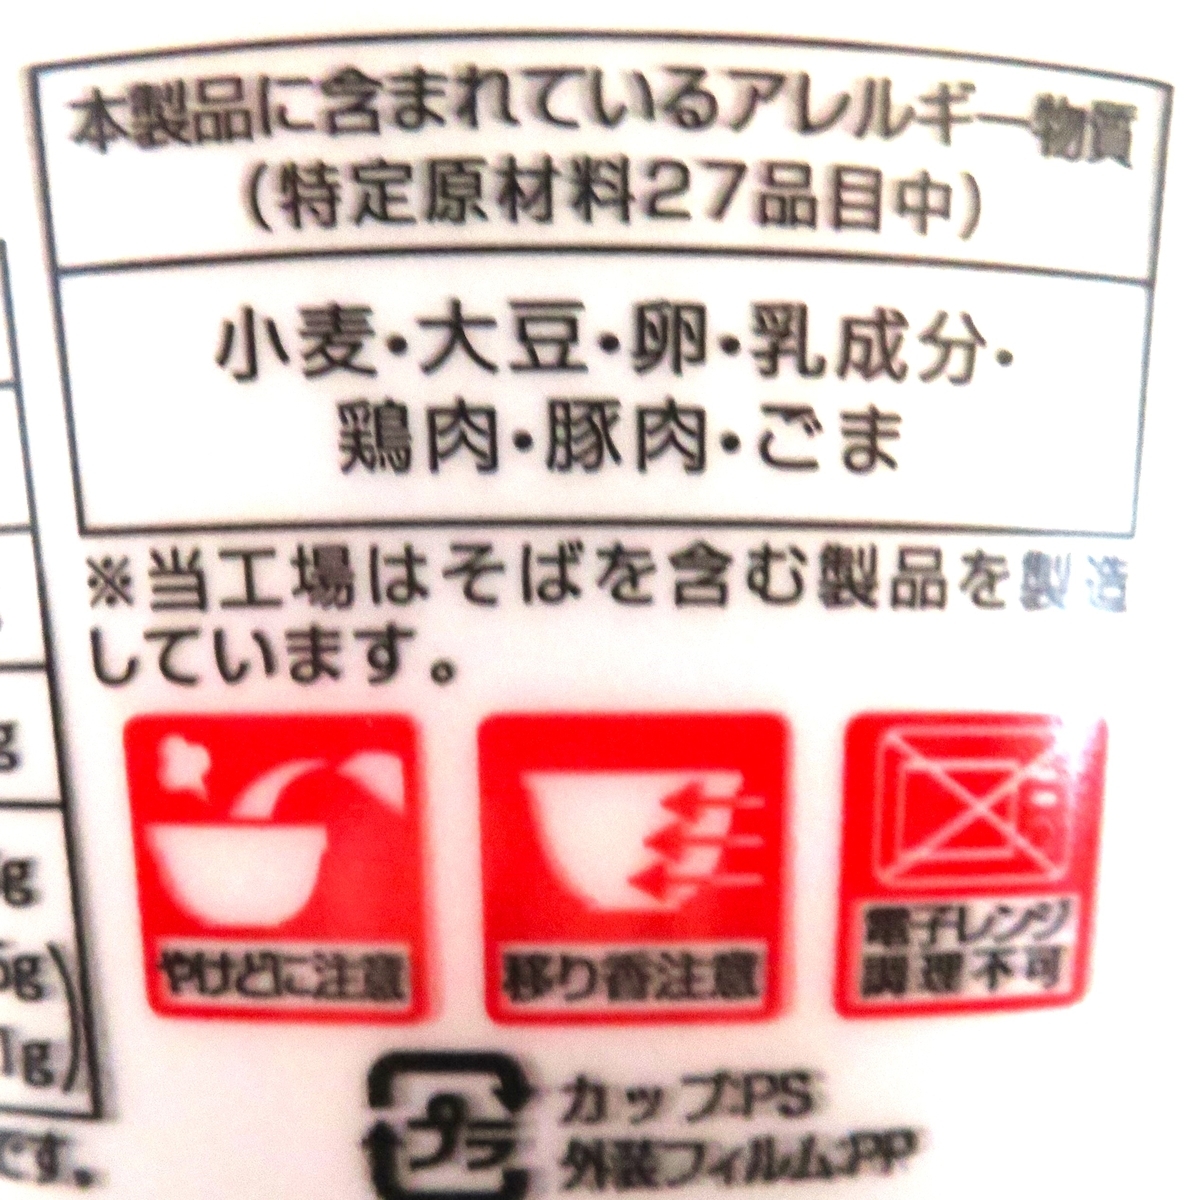 本製品に含まれているアレルギー物質
(特定原材料27品目中)
小麦・大豆・卵・乳成分・
鶏肉・豚肉・ごま
※当工場はそばを含む製品を製造
しています。
やけどに注意
移り香注意
電子レンジ
調理不可
プラ
カップ:PS
外装フィルム:PP
g
g
5g)
1g)
です。